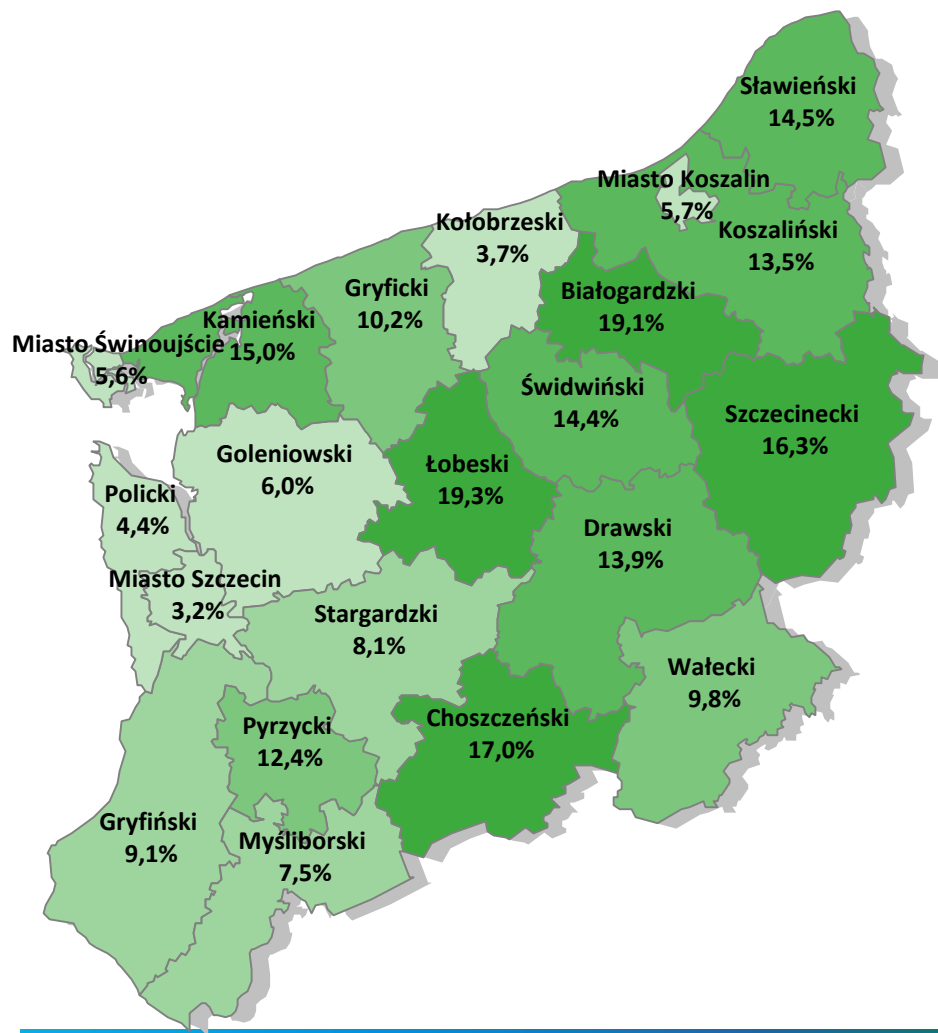 Sławieński
14,5%
Miasto Koszalin
5,7%
Koszaliński
13,5%
Kołobrzeski
3,7%
Białogardzki
19,1%
Gryficki
10,2%
Kamieński
15,0%
Miasto Świnoujście
5,6%
Świdwiński
14,4%
Szczecinecki
16,3%
Goleniowski
6,0%
Łobeski
19,3%
Policki
4,4%
Drawski
13,9%
Miasto Szczecin
3,2%
Stargardzki
8,1%
Wałecki
9,8%
Choszczeński
17,0%
Pyrzycki
12,4%
Gryfiński
9,1%
Myśliborski
7,5%